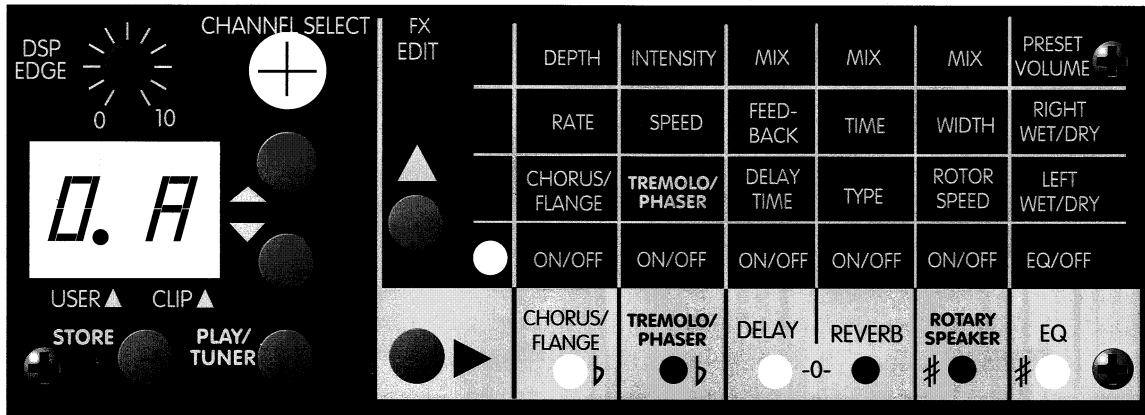 CHANNEL SELECT
DSP
EDGE
0 10
0. A
USER CLIP
STORE
PLAY/
TUNER
FX
EDIT
DEPTH INTENSITY MIX MIX MIX PRESET
VOLUME
RATE SPEED FEED-
BACK TIME WIDTH RIGHT
WET/DRY
CHORUS/
FLANGE TREMOLO/
PHASER DELAY
TIME TYPE ROTOR
SPEED LEFT
WET/DRY
ON/OFF ON/OFF ON/OFF ON/OFF ON/OFF EQ/OFF
CHORUS/
FLANGE TREMOLO/
PHASER DELAY REVERB ROTARY
SPEAKER EQ
♭ ♭ -0- ♯ ♯